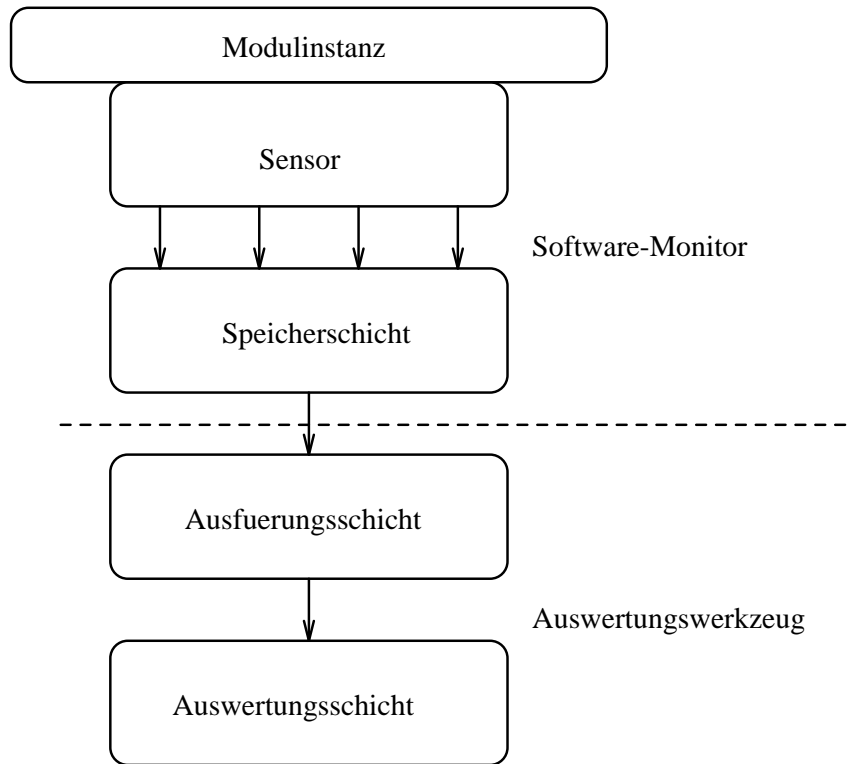 Modulinstanz
Sensor
Software-Monitor
Speicherschicht
Ausfuerungsschicht
Auswertungswerkzeug
Auswertungsschicht